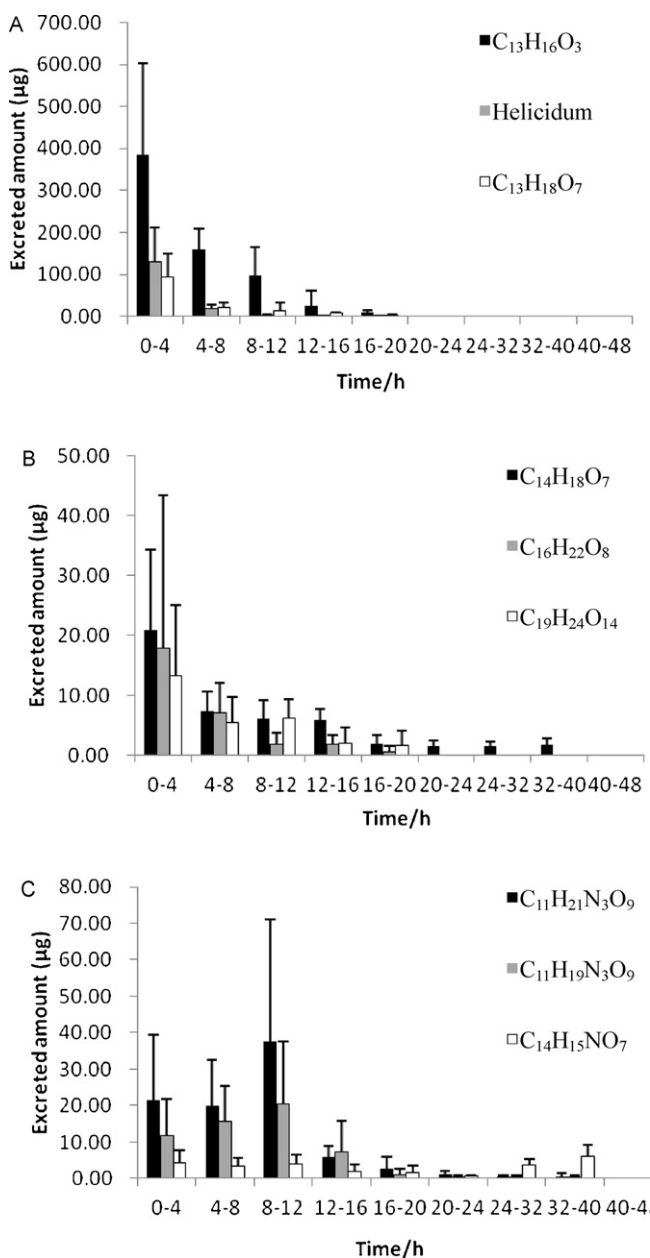 A
Excreted amount (µg)
700.00
600.00
500.00
400.00
300.00
200.00
100.00
0.00
C₁₃H₁₆O₃
Helicidum
C₁₃H₁₈O₇
0-4 4-8 8-12 12-16 16-20 20-24 24-32 32-40 40-48
Time/h
B
Excreted amount (µg)
50.00
40.00
30.00
20.00
10.00
0.00
C₁₄H₁₈O₇
C₁₆H₂₂O₈
C₁₉H₂₄O₁₄
0-4 4-8 8-12 12-16 16-20 20-24 24-32 32-40 40-48
Time/h
C
Excreted amount (µg)
80.00
70.00
60.00
50.00
40.00
30.00
20.00
10.00
0.00
C₁₁H₂₁N₃O₉
C₁₁H₁₉N₃O₉
C₁₄H₁₅NO₇
0-4 4-8 8-12 12-16 16-20 20-24 24-32 32-40 40-4
Time/h